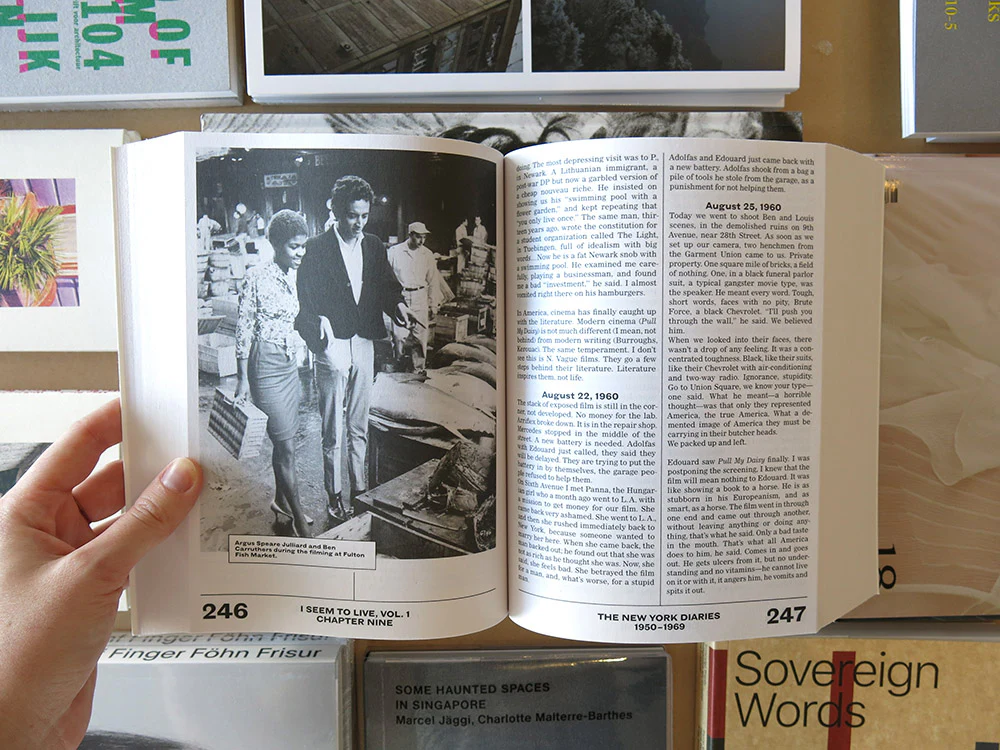 MOF
104
NIJK
lft voor architectuur
RKS
10-5
doing. The most depressing visit was to P.,
in Newark. A Lithuanian immigrant, a
post-war DP but now a garbled version of
a cheap nouveau riche. He insisted on
showing us his "swimming pool with a
flower garden," and kept repeating that
"you only live once." The same man, thir-
teen years ago, wrote the constitution for
a student organization called The Light,
in Tuebingen, full of idealism with big
words...Now he is a fat Newark snob with
a swimming pool. He examined me care-
fully, playing a businessman, and found
me a bad "investment," he said. I almost
vomited right there on his hamburgers.
In America, cinema has finally caught up
with the literature. Modern cinema (Pull
My Daisy) is not much different (I mean, not
behind) from modern writing (Burroughs,
Kerouac). The same temperament. I don't
see this is N. Vague films. They go a few
steps behind their literature. Literature
inspires them, not life.
August 22, 1960
The stack of exposed film is still in the cor-
ner, not developed. No money for the lab.
Arriflex broke down. It is in the repair shop.
Mercedes stopped in the middle of the
street. A new battery is needed. Adolfas
with Edouard just called, they said they
will be delayed. They are trying to put the
battery in by themselves, the garage peo-
ple refused to help them.
On Sixth Avenue I met Panna, the Hungar-
ian girl who a month ago went to L.A. with
a mission to get money for our film. She
came back very ashamed. She went to L.A.,
and then she rushed immediately back to
New York, because someone wanted to
marry her here. When she came back, the
man backed out; he found out that she was
not as rich as he thought she was. Now, she
said, she feels bad. She betrayed the film
for a man, and, what's worse, for a stupid
man.
Adolfas and Edouard just came back with
a new battery. Adolfas shook from a bag a
pile of tools he stole from the garage, as a
punishment for not helping them.
August 25, 1960
Today we went to shoot Ben and Louis
scenes, in the demolished ruins on 9th
Avenue, near 28th Street. As soon as we
set up our camera, two henchmen from
the Garment Union came to us. Private
property. One square mile of bricks, a field
of nothing. One, in a black funeral parlor
suit, a typical gangster movie type, was
the speaker. He meant every word. Tough,
short words, faces with no pity, Brute
Force, a black Chevrolet. "I'll push you
through the wall," he said. We believed
him.
When we looked into their faces, there
wasn't a drop of any feeling. It was a con-
centrated toughness. Black, like their suits,
like their Chevrolet with air-conditioning
and two-way radio. Ignorance, stupidity.
Go to Union Square, we know your type—
one said. What he meant—a horrible
thought—was that only they represented
America, the true America. What a de-
mented image of America they must be
carrying in their butcher heads.
We packed up and left.
Edouard saw Pull My Daisy finally. I was
postponing the screening. I knew that the
film will mean nothing to Edouard. It was
like showing a book to a horse. He is as
stubborn in his Europeanism, and as
smart, as a horse. The film went in through
one end and came out through another,
without leaving anything or doing any-
thing, that's what he said. Only a bad taste
in the mouth. That's what all America
does to him, he said. Comes in and goes
out. He gets ulcers from it, but no under-
standing and no vitamins—he cannot live
on it or with it, it angers him, he vomits and
spits it out.
Argus Speare Julliard and Ben
Carruthers during the filming at Fulton
Fish Market.
246
I SEEM TO LIVE, VOL. 1
CHAPTER NINE
THE NEW YORK DIARIES
1950–1969
247
18
Finger Föhn Frisur
Finger Föhn Frisur
SOME HAUNTED SPACES
IN SINGAPORE
Marcel Jäggi, Charlotte Malterre-Barthes
Sovereign
Words